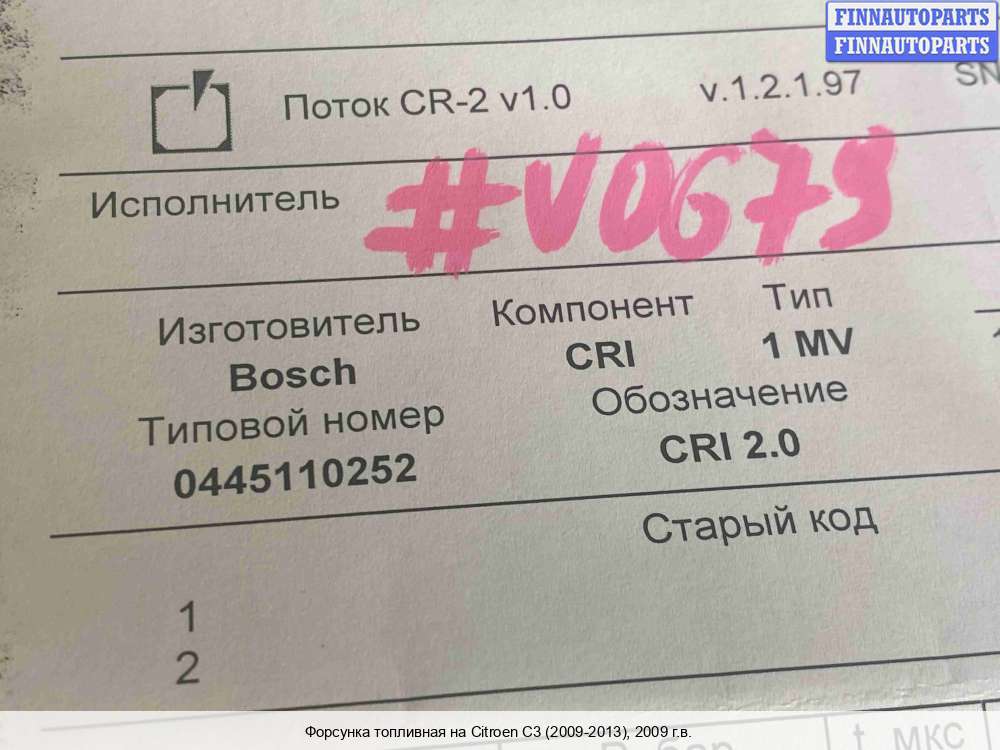 FINNAUTOPARTS
FINNAUTOPARTS
Поток CR-2 v1.0 v.1.2.1.97 SN
Исполнитель #V0679
Изготовитель Компонент Тип
Bosch CRI 1 MV
Типовой номер Обозначение
0445110252 CRI 2.0
Старый код
1
2
t мкс
Форсунка топливная на Citroen C3 (2009-2013), 2009 г.в.